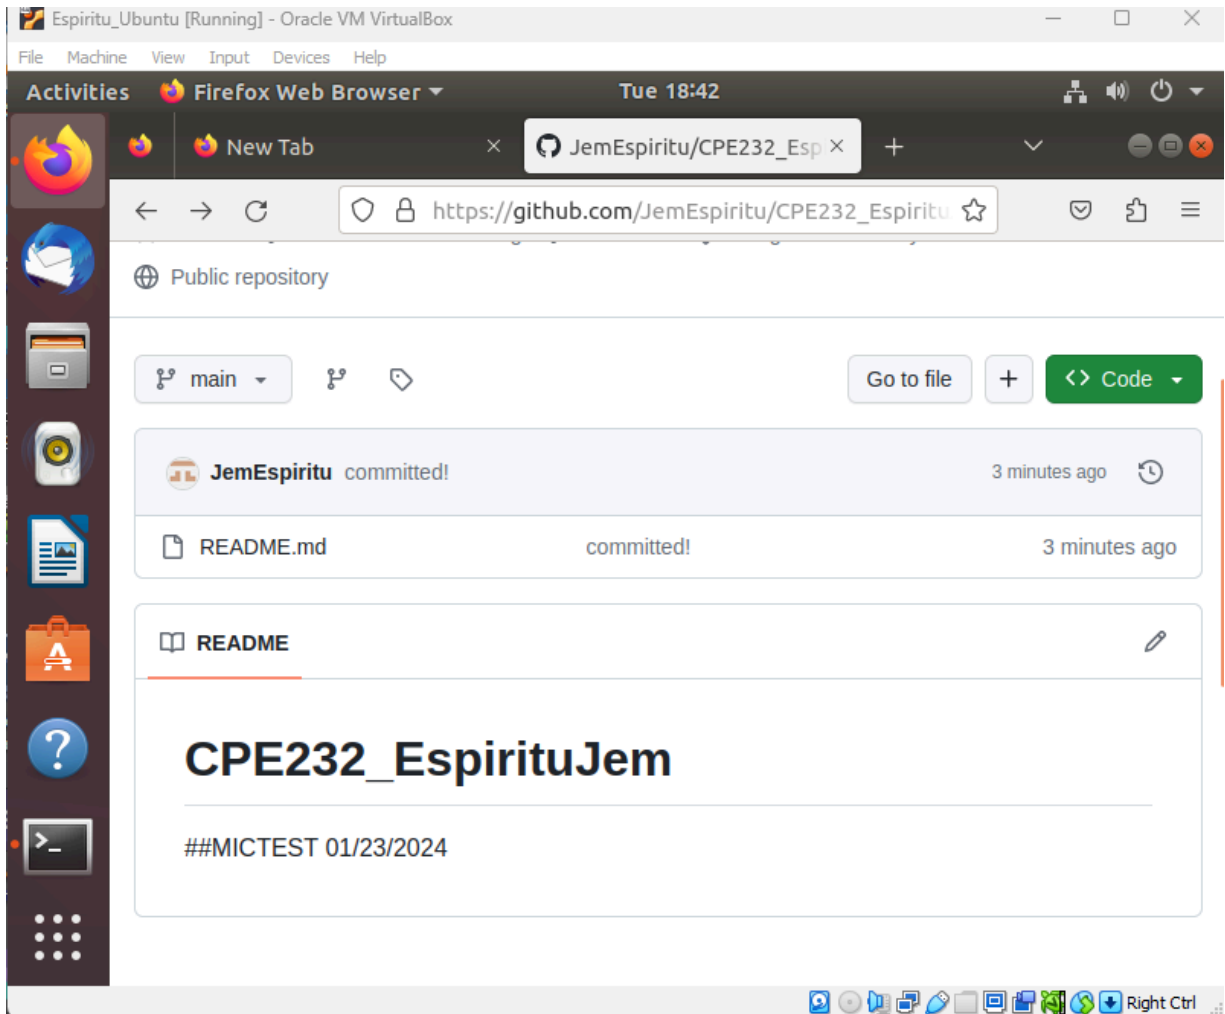 Espiritu_Ubuntu [Running] - Oracle VM VirtualBox
File Machine View Input Devices Help
Activities Firefox Web Browser Tue 18:42
New Tab JemEspiritu/CPE232_Esp
https://github.com/JemEspiritu/CPE232_Espiritu
Public repository
main Go to file Code
JemEspiritu committed! 3 minutes ago
README.md committed! 3 minutes ago
README
CPE232_EspirituJem
##MICTEST 01/23/2024
Right Ctrl